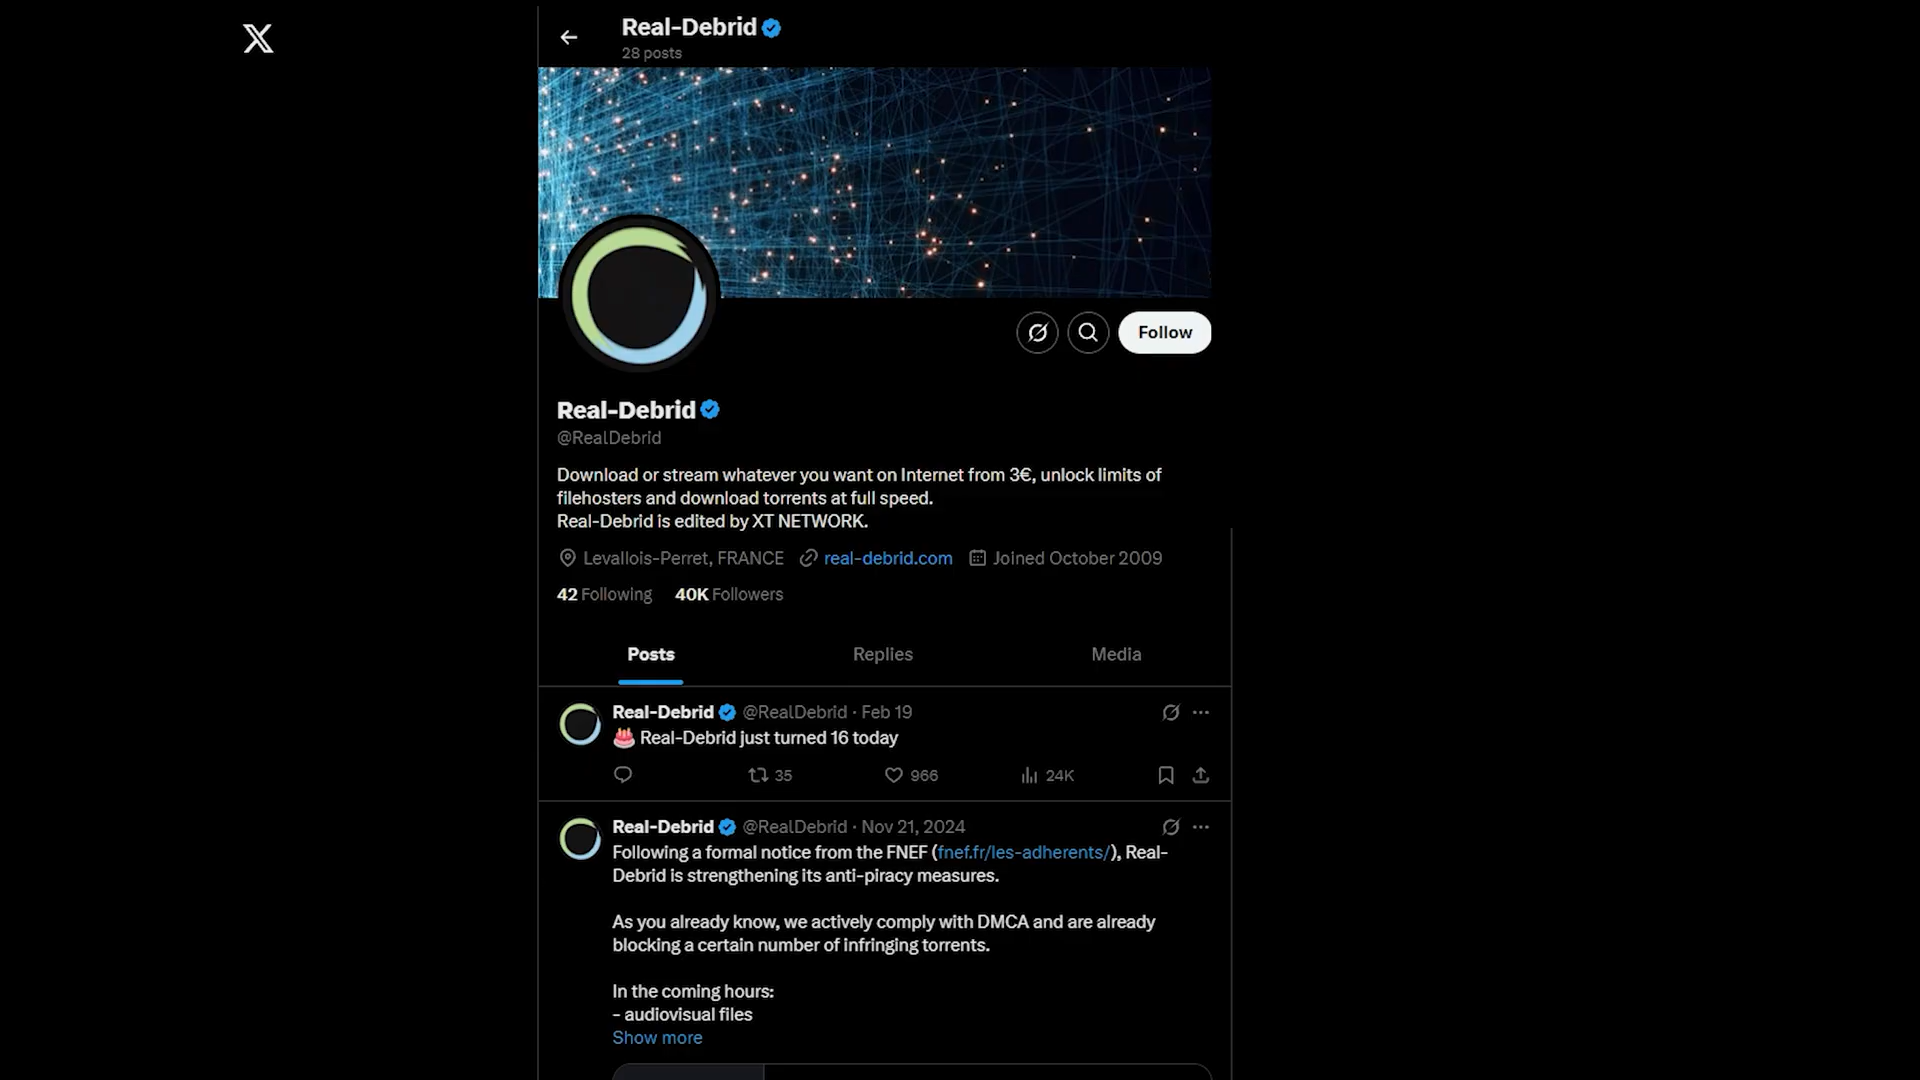 Real-Debrid
28 posts
Follow
Real-Debrid
@RealDebrid
Download or stream whatever you want on Internet from 3€, unlock limits of
filehosters and download torrents at full speed.
Real-Debrid is edited by XT NETWORK.
Levallois-Perret, FRANCE real-debrid.com Joined October 2009
42 Following 40K Followers
Posts Replies Media
Real-Debrid @RealDebrid · Feb 19
🎂 Real-Debrid just turned 16 today
35 966 24K
Real-Debrid @RealDebrid · Nov 21, 2024
Following a formal notice from the FNEF (fnef.fr/les-adherents/), Real-
Debrid is strengthening its anti-piracy measures.
As you already know, we actively comply with DMCA and are already
blocking a certain number of infringing torrents.
In the coming hours:
- audiovisual files
Show more